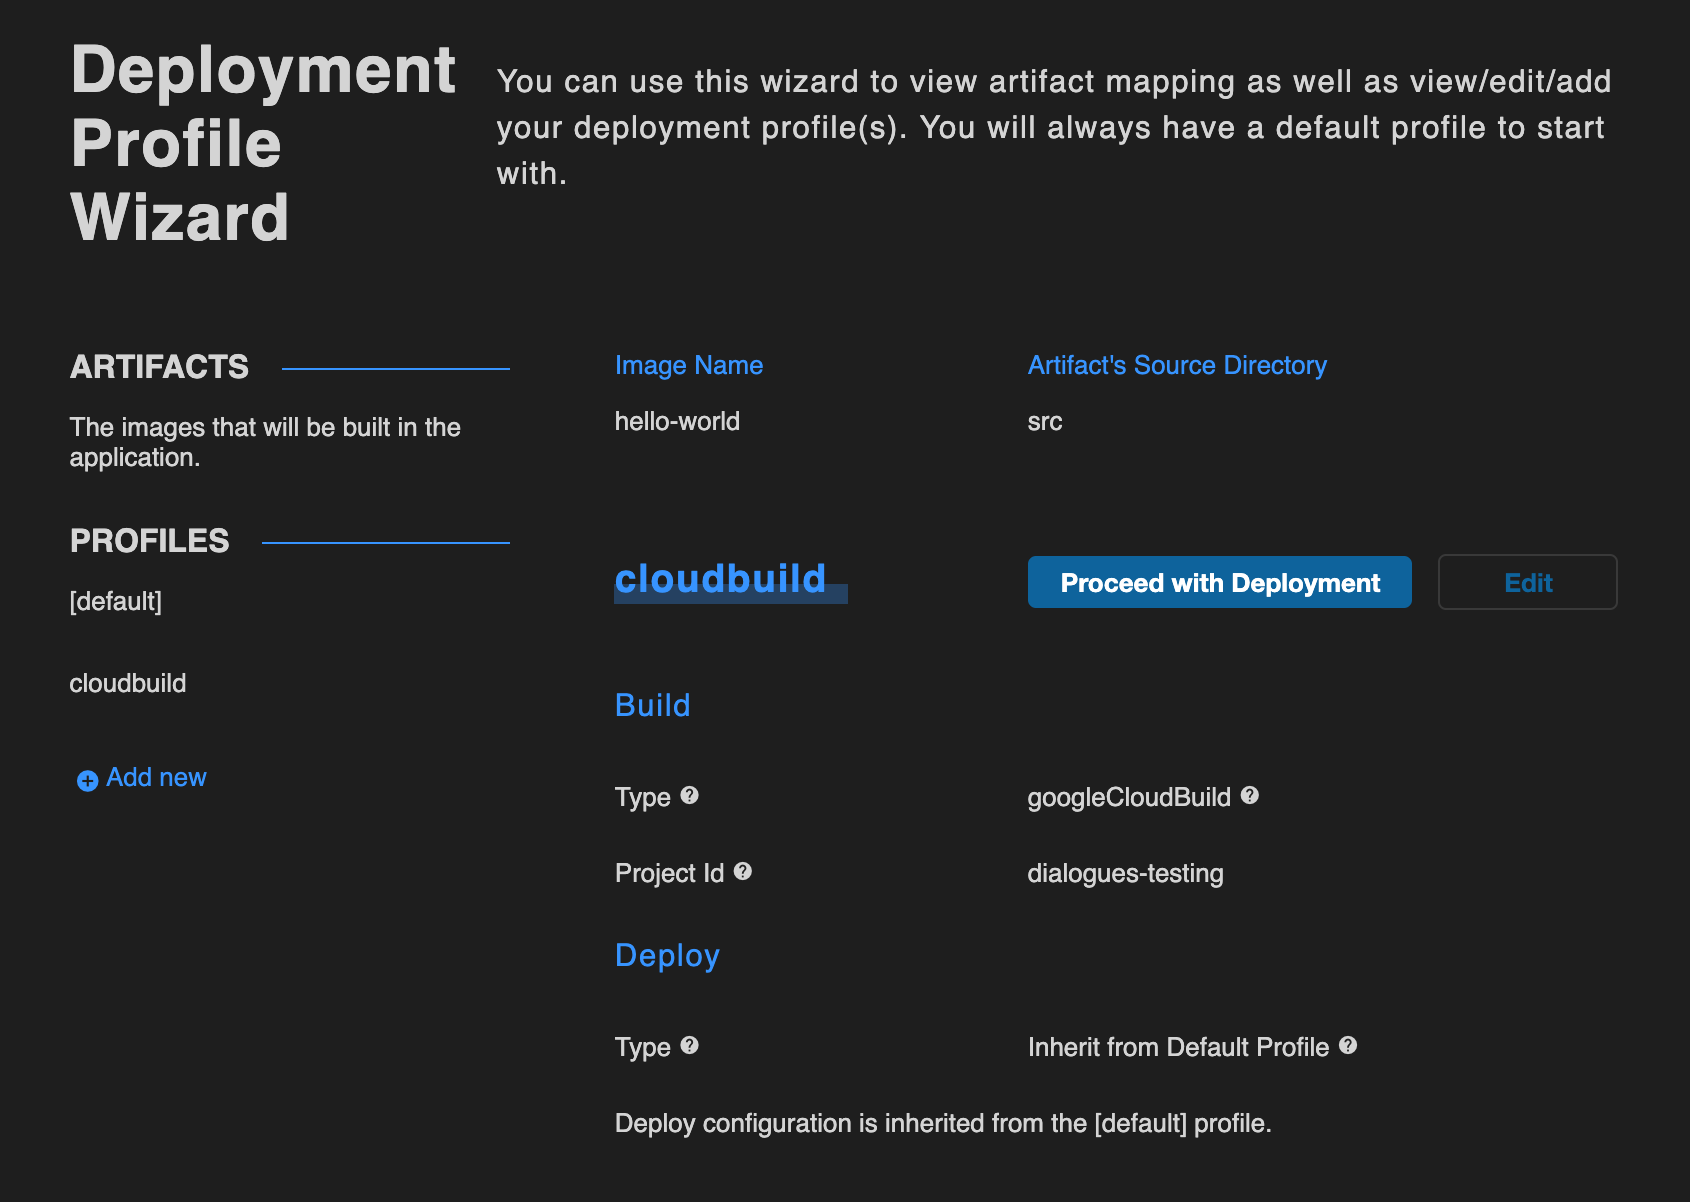 Deployment
Profile
Wizard
You can use this wizard to view artifact mapping as well as view/edit/add
your deployment profile(s). You will always have a default profile to start
with.
ARTIFACTS
The images that will be built in the
application.
Image Name
Artifact's Source Directory
hello-world
src
PROFILES
[default]
cloudbuild
Add new
cloudbuild
Proceed with Deployment
Edit
Build
Type
googleCloudBuild
Project Id
dialogues-testing
Deploy
Type
Inherit from Default Profile
Deploy configuration is inherited from the [default] profile.